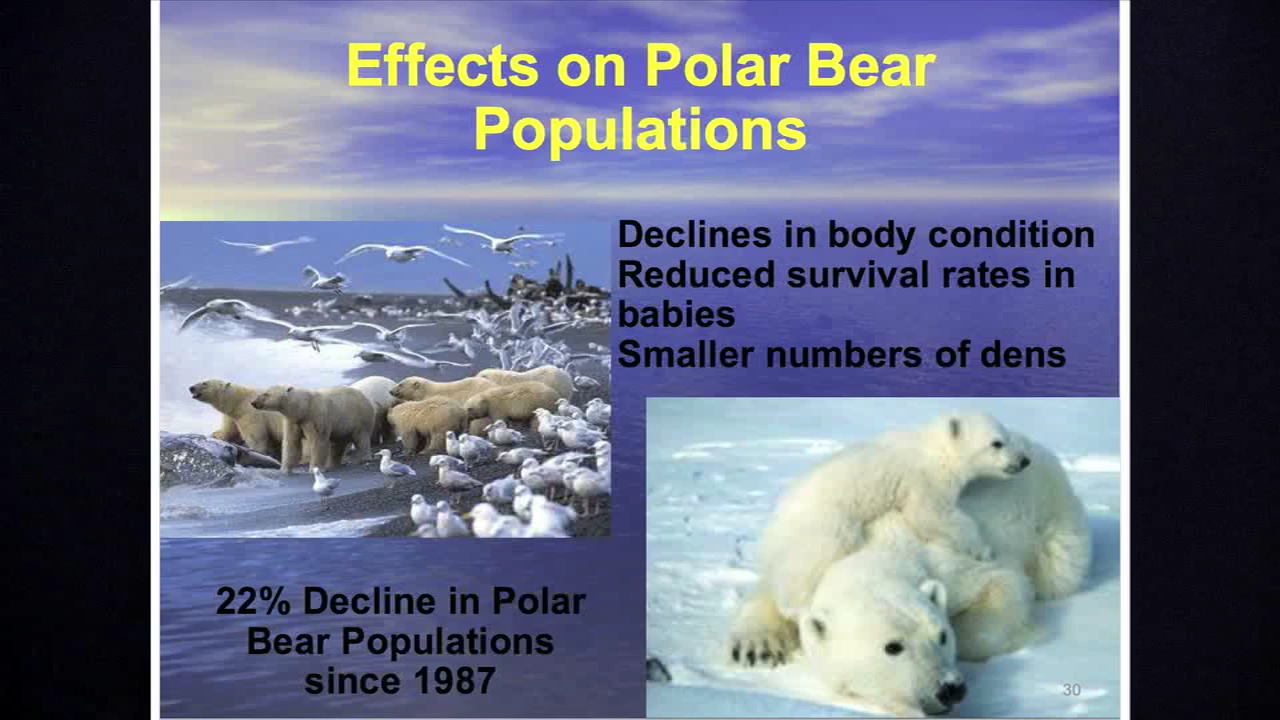 Effects on Polar Bear
Populations
Declines in body condition
Reduced survival rates in
babies
Smaller numbers of dens
22% Decline in Polar
Bear Populations
since 1987
30